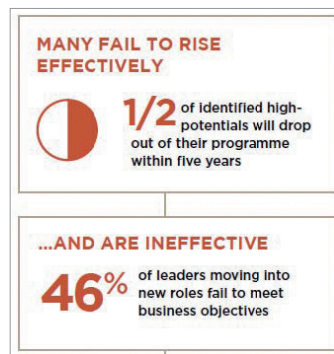 MANY FAIL TO RISE
EFFECTIVELY
1/2 of identified high-
potentials will drop
out of their programme
within five years
...AND ARE INEFFECTIVE
46% of leaders moving into
new roles fail to meet
business objectives